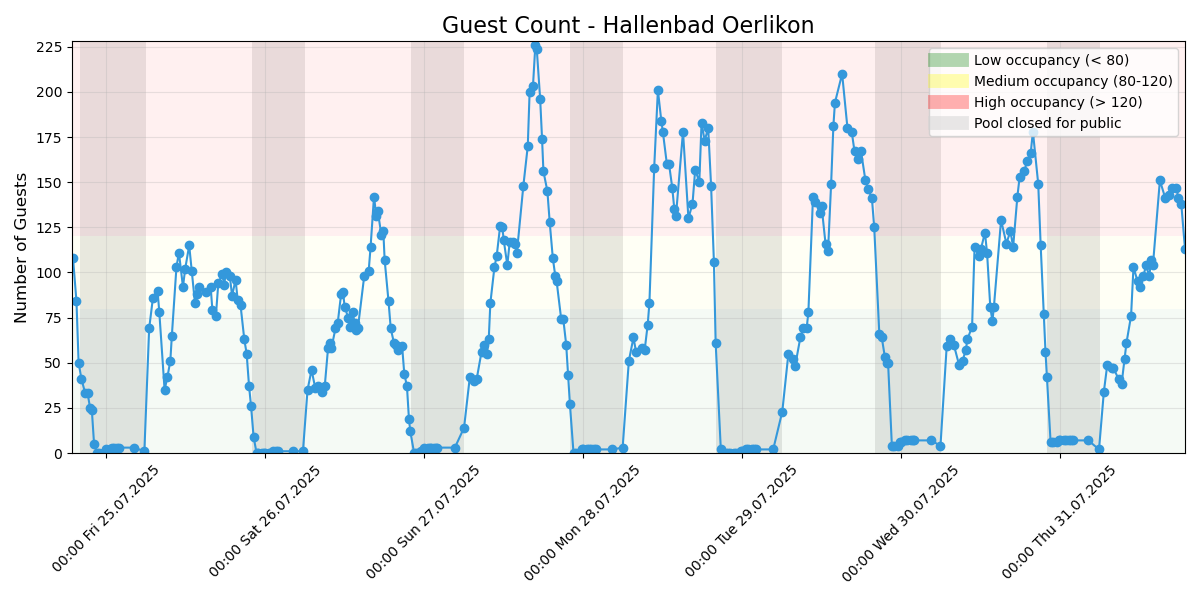 Guest Count - Hallenbad Oerlikon
Number of Guests
225
200
175
150
125
100
75
50
25
0
Low occupancy (< 80)
Medium occupancy (80-120)
High occupancy (> 120)
Pool closed for public
00:00 Fri 25.07.2025
00:00 Sat 26.07.2025
00:00 Sun 27.07.2025
00:00 Mon 28.07.2025
00:00 Tue 29.07.2025
00:00 Wed 30.07.2025
00:00 Thu 31.07.2025